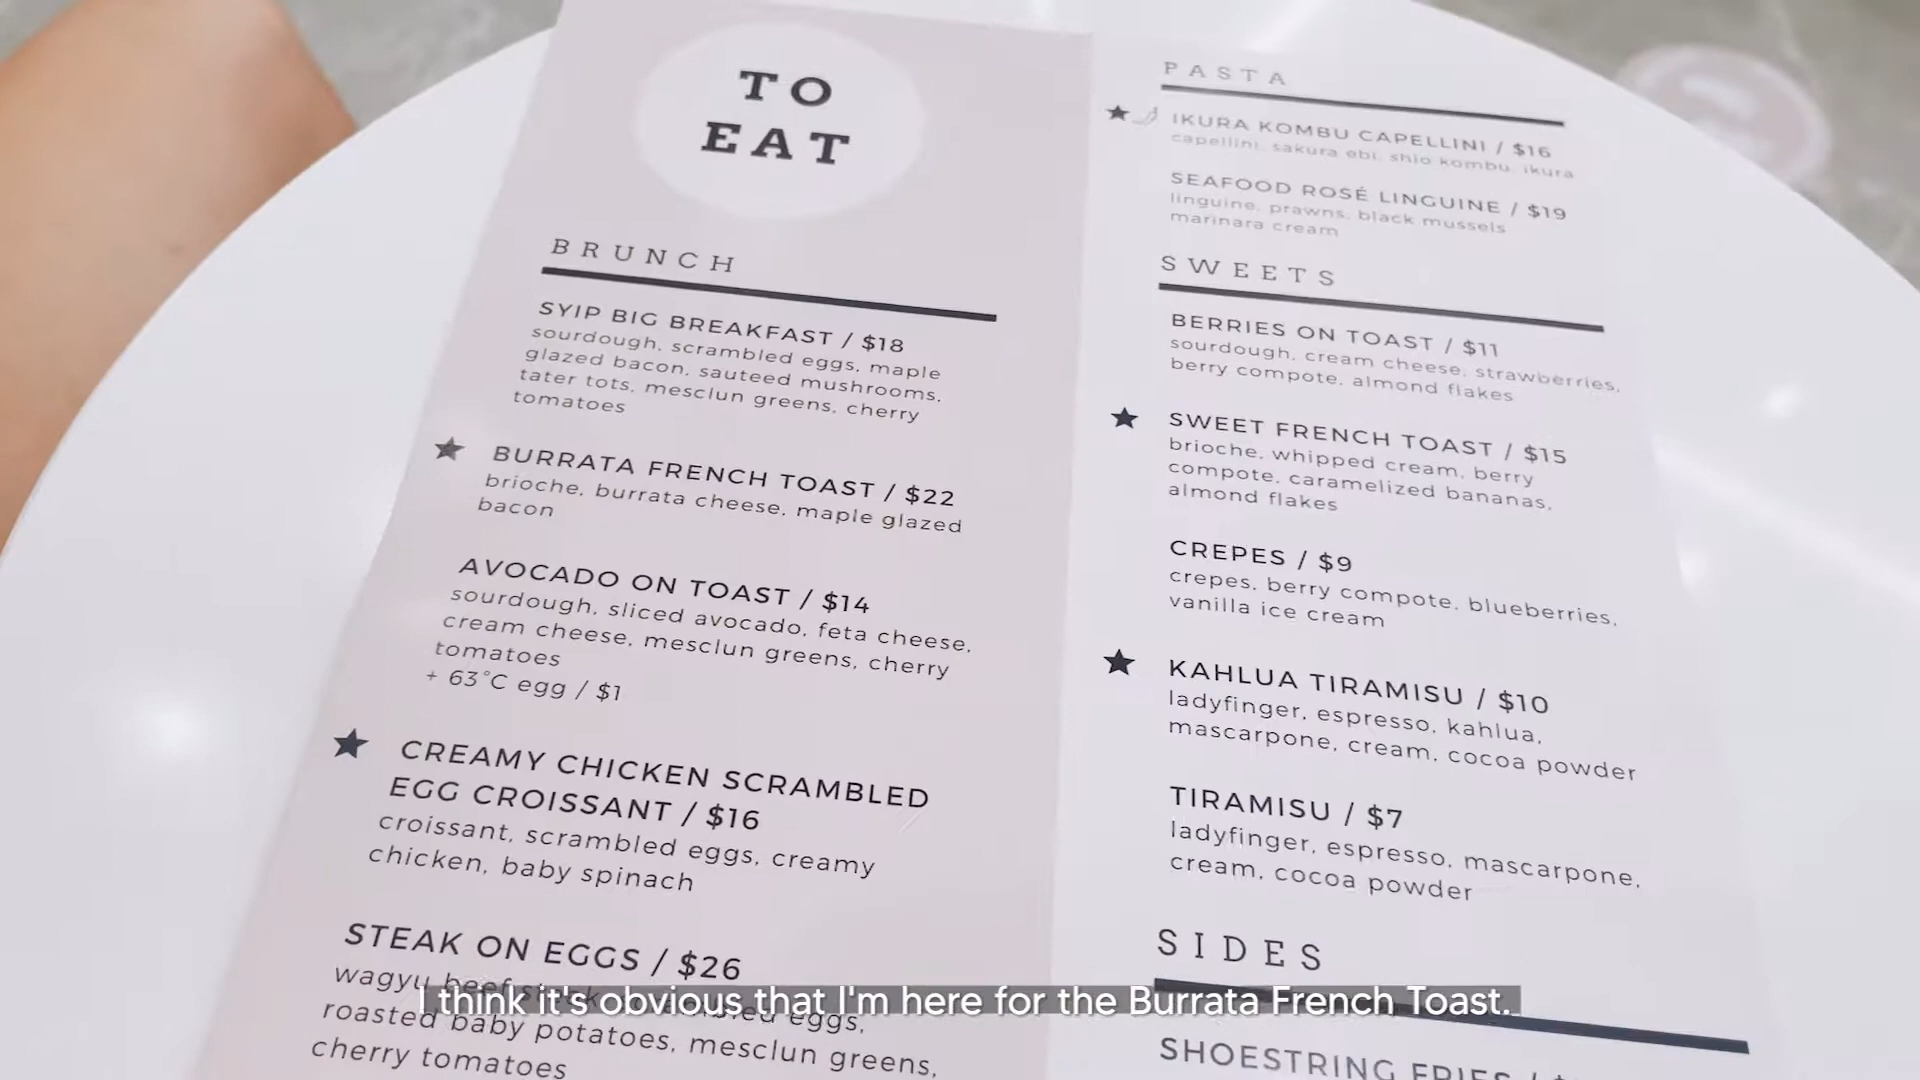 TO
EAT
BRUNCH
SYIP BIG BREAKFAST / $18
sourdough, scrambled eggs, maple
glazed bacon, sauteed mushrooms,
tater tots, mesclun greens, cherry
tomatoes
★ BURRATA FRENCH TOAST / $22
brioche, burrata cheese, maple glazed
bacon
AVOCADO ON TOAST / $14
sourdough, sliced avocado, feta cheese,
cream cheese, mesclun greens, cherry
tomatoes
+ 63°C egg / $1
★ CREAMY CHICKEN SCRAMBLED
EGG CROISSANT / $16
croissant, scrambled eggs, creamy
chicken, baby spinach
STEAK ON EGGS / $26
wagyu beef eggs,
roasted baby potatoes, mesclun greens,
cherry tomatoes
PASTA
★ IKURA KOMBU CAPELLINI / $16
capellini, sakura ebi, shio kombu, ikura
SEAFOOD ROSÉ LINGUINE / $19
linguine, prawns, black mussels
marinara cream
SWEETS
BERRIES ON TOAST / $11
sourdough, cream cheese, strawberries,
berry compote, almond flakes
★ SWEET FRENCH TOAST / $15
brioche, whipped cream, berry
compote, caramelized bananas,
almond flakes
CREPES / $9
crepes, berry compote, blueberries,
vanilla ice cream
★ KAHLUA TIRAMISU / $10
ladyfinger, espresso, kahlua,
mascarpone, cream, cocoa powder
TIRAMISU / $7
ladyfinger, espresso, mascarpone,
cream, cocoa powder
SIDES
SHOESTRING FRIES /
I think it's obvious that I'm here for the Burrata French Toast.